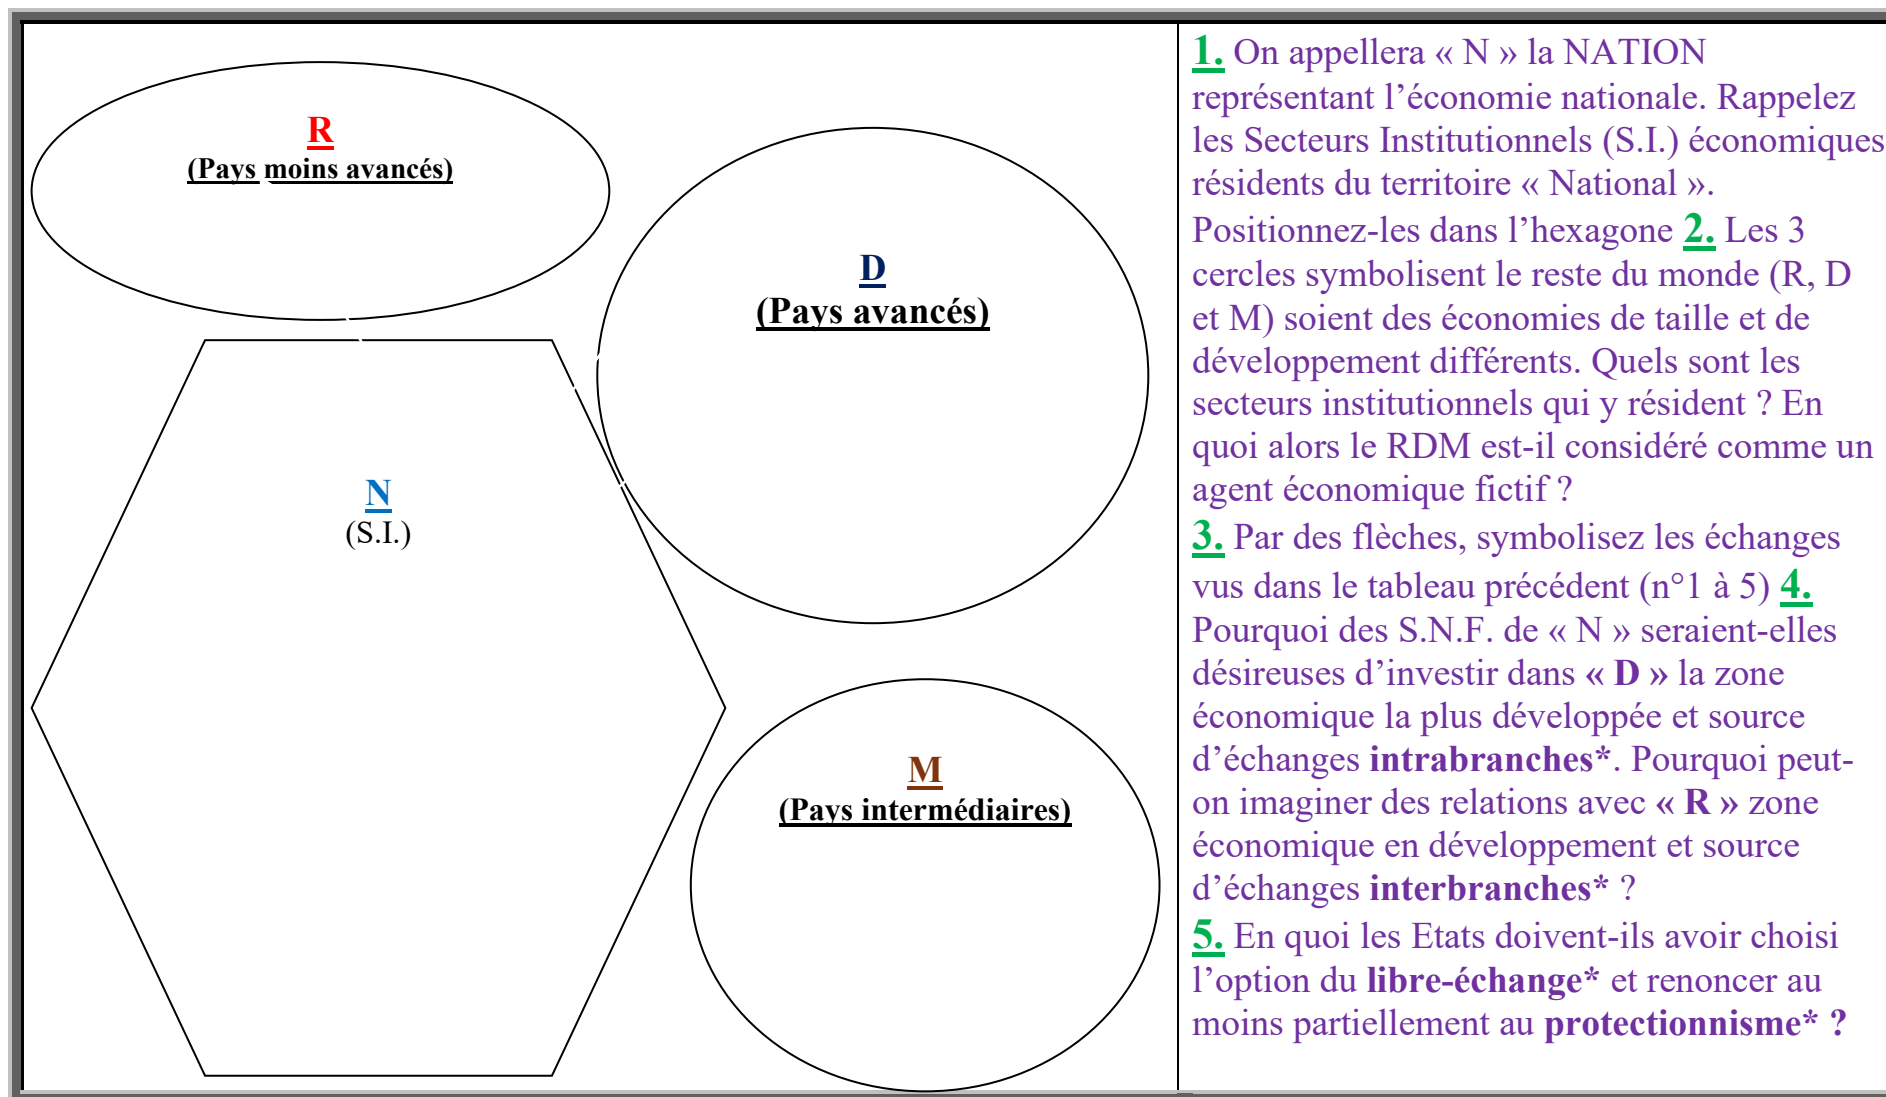 R
(Pays moins avancés)
D
(Pays avancés)
N
(S.I.)
M
(Pays intermédiaires)
1. On appellera « N » la NATION
représentant l’économie nationale. Rappelez
les Secteurs Institutionnels (S.I.) économiques
résidents du territoire « National ».
Positionnez-les dans l’hexagone 2. Les 3
cercles symbolisent le reste du monde (R, D
et M) soient des économies de taille et de
développement différents. Quels sont les
secteurs institutionnels qui y résident ? En
quoi alors le RDM est-il considéré comme un
agent économique fictif ?
3. Par des flèches, symbolisez les échanges
vus dans le tableau précédent (n°1 à 5) 4.
Pourquoi des S.N.F. de « N » seraient-elles
désireuses d’investir dans « D » la zone
économique la plus développée et source
d’échanges intrabranches*. Pourquoi peut-
on imaginer des relations avec « R » zone
économique en développement et source
d’échanges interbranches* ?
5. En quoi les Etats doivent-ils avoir choisi
l’option du libre-échange* et renoncer au
moins partiellement au protectionnisme* ?